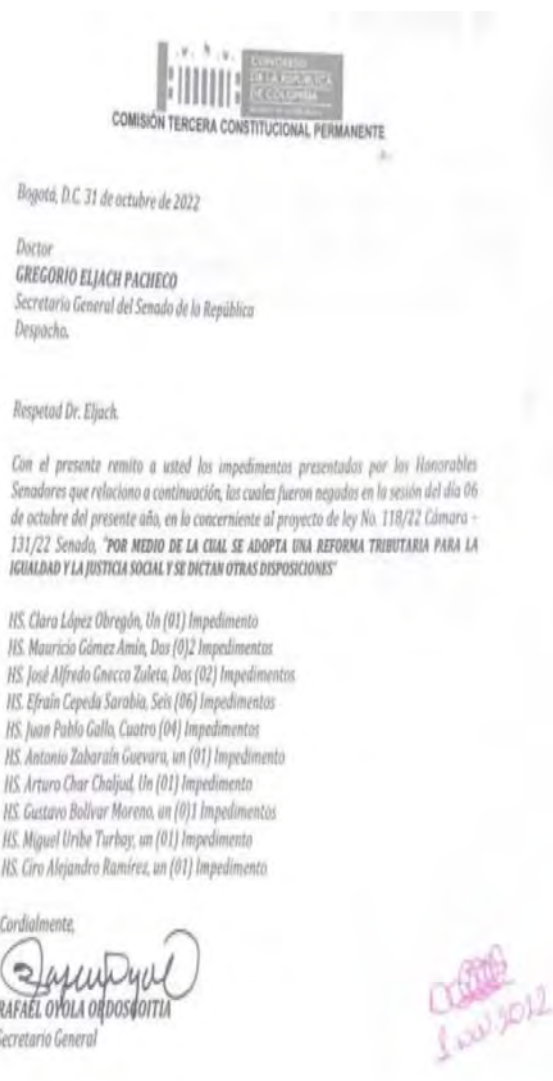 CONGRESO
DE LA REPÚBLICA
DE COLOMBIA
COMISIÓN TERCERA CONSTITUCIONAL PERMANENTE
Bogotá, D.C. 31 de octubre de 2022
Doctor
GREGORIO ELJACH PACHECO
Secretario General del Senado de la República
Despacho.
Respetad Dr. Eljach.
Con el presente remito a usted los impedimentos presentados por los Honorables
Senadores que relaciono a continuación, los cuales fueron negados en la sesión del día 06
de octubre del presente año, en lo concerniente al proyecto de ley No. 118/22 Cámara –
131/22 Senado, "POR MEDIO DE LA CUAL SE ADOPTA UNA REFORMA TRIBUTARIA PARA LA
IGUALDAD Y LA JUSTICIA SOCIAL Y SE DICTAN OTRAS DISPOSICIONES"
HS. Clara López Obregón, Un (01) Impedimento
HS. Mauricio Gómez Amín, Dos (0)2 Impedimentos
HS. José Alfredo Gnecco Zuleta, Dos (02) Impedimentos
HS. Efraín Cepeda Sarabia, Seis (06) Impedimentos
HS. Juan Pablo Gallo, Cuatro (04) Impedimentos
HS. Antonio Zabaraín Guevara, un (01) Impedimento
HS. Arturo Char Chaljud, Un (01) Impedimento
HS. Gustavo Bolívar Moreno, un (0)1 Impedimentos
HS. Miguel Uribe Turbay, un (01) Impedimento
HS. Ciro Alejandro Ramírez, un (01) Impedimento
Cordialmente,
RAFAEL OYOLA ORDOSGOITIA
Secretario General
2022